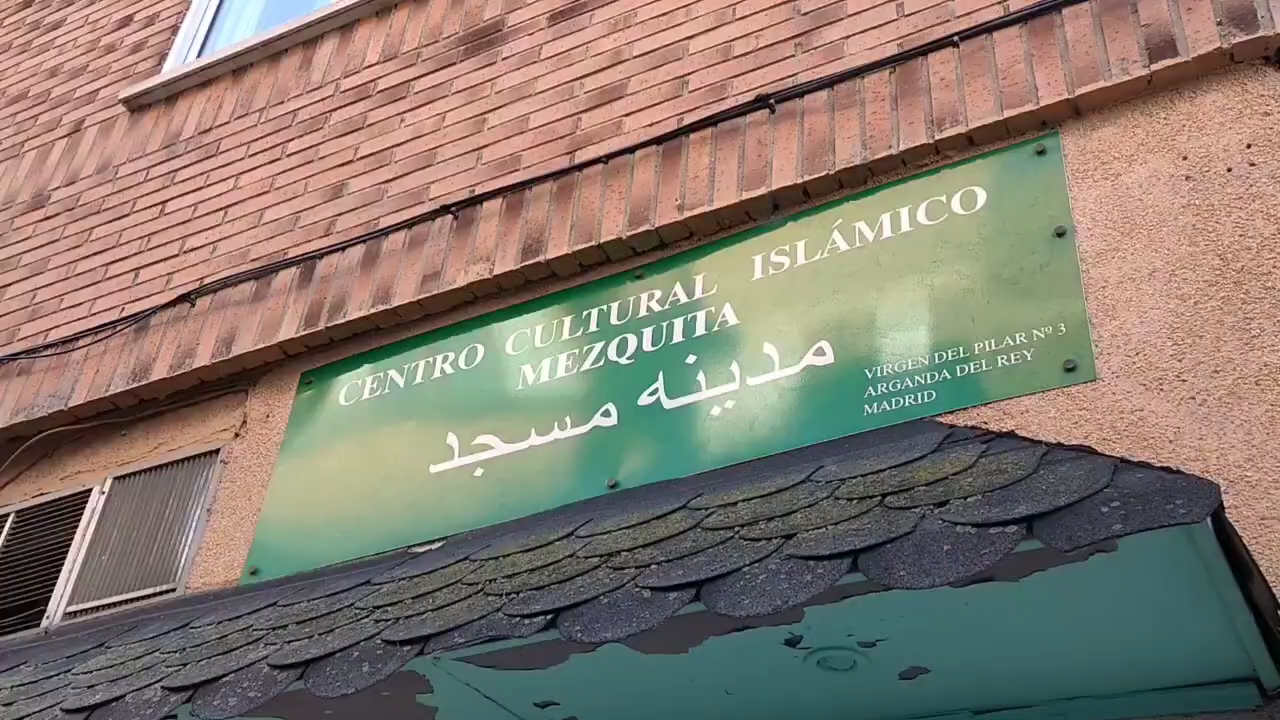 CENTRO CULTURAL ISLÁMICO
MEZQUITA
مدينه مسجد
VIRGEN DEL PILAR Nº 3
ARGANDA DEL REY
MADRID